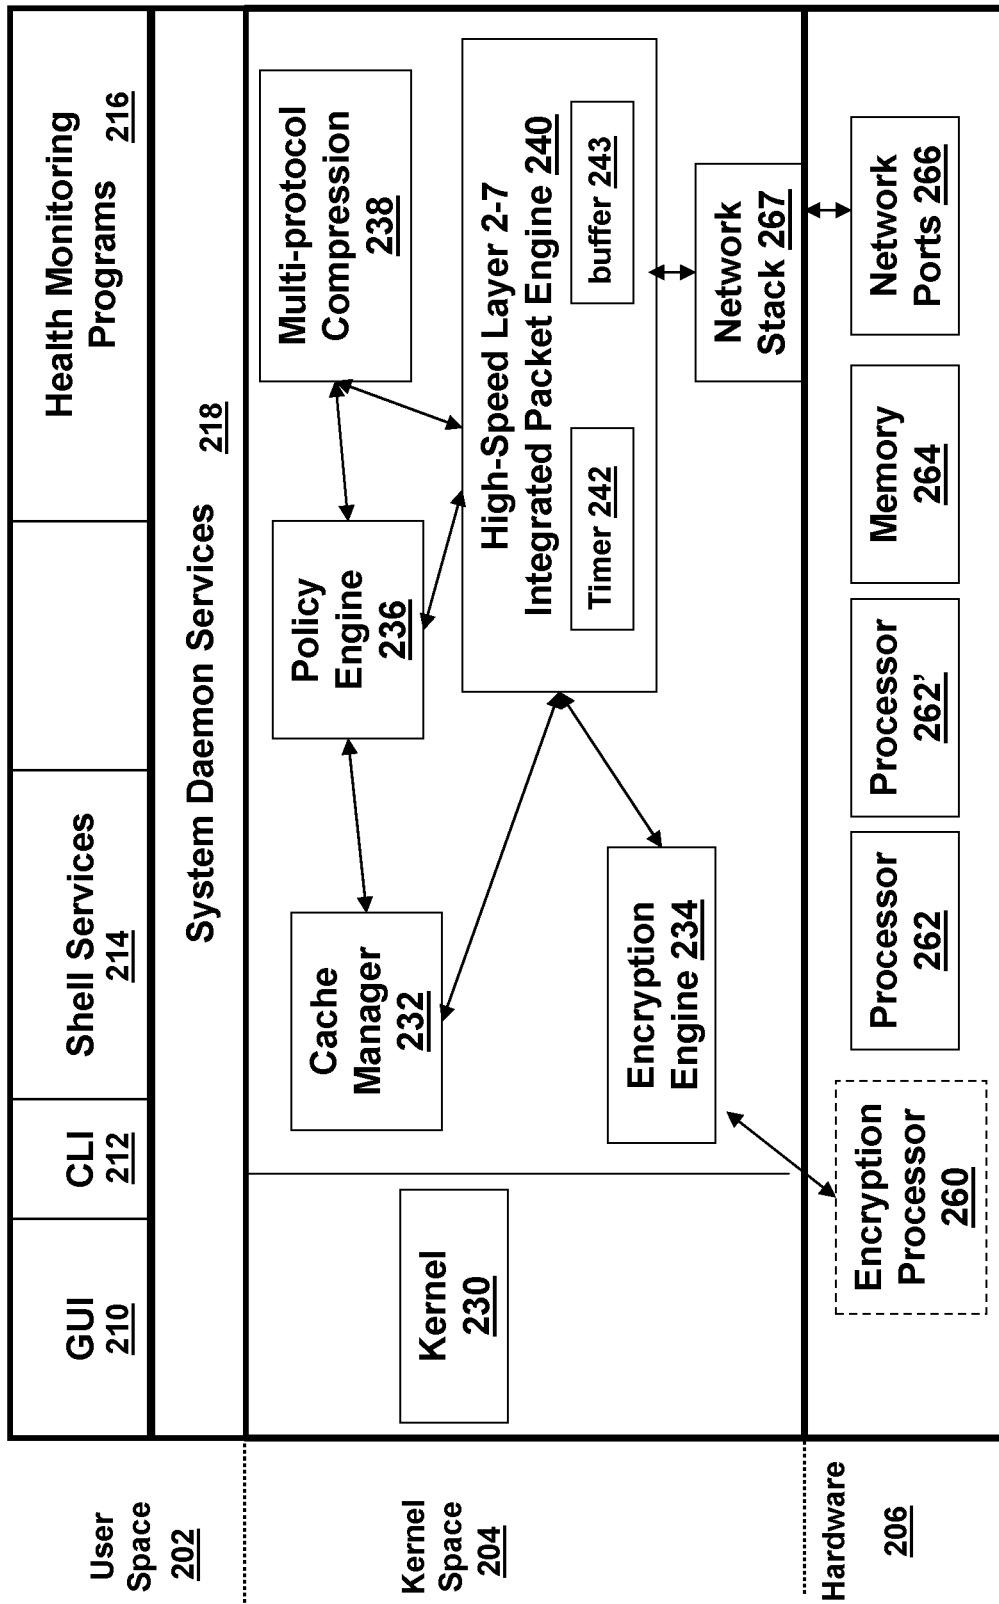 User
Space
202
GUI
210
CLI
212
Shell Services
214
Health Monitoring
Programs 216
System Daemon Services 218
Kernel
Space
204
Kernel
230
Cache
Manager
232
Policy
Engine
236
Multi-protocol
Compression
238
High-Speed Layer 2-7
Integrated Packet Engine 240
Timer 242
buffer 243
Encryption
Engine 234
Network
Stack 267
Hardware
206
Encryption
Processor
260
Processor
262
Processor
262’
Memory
264
Network
Ports 266